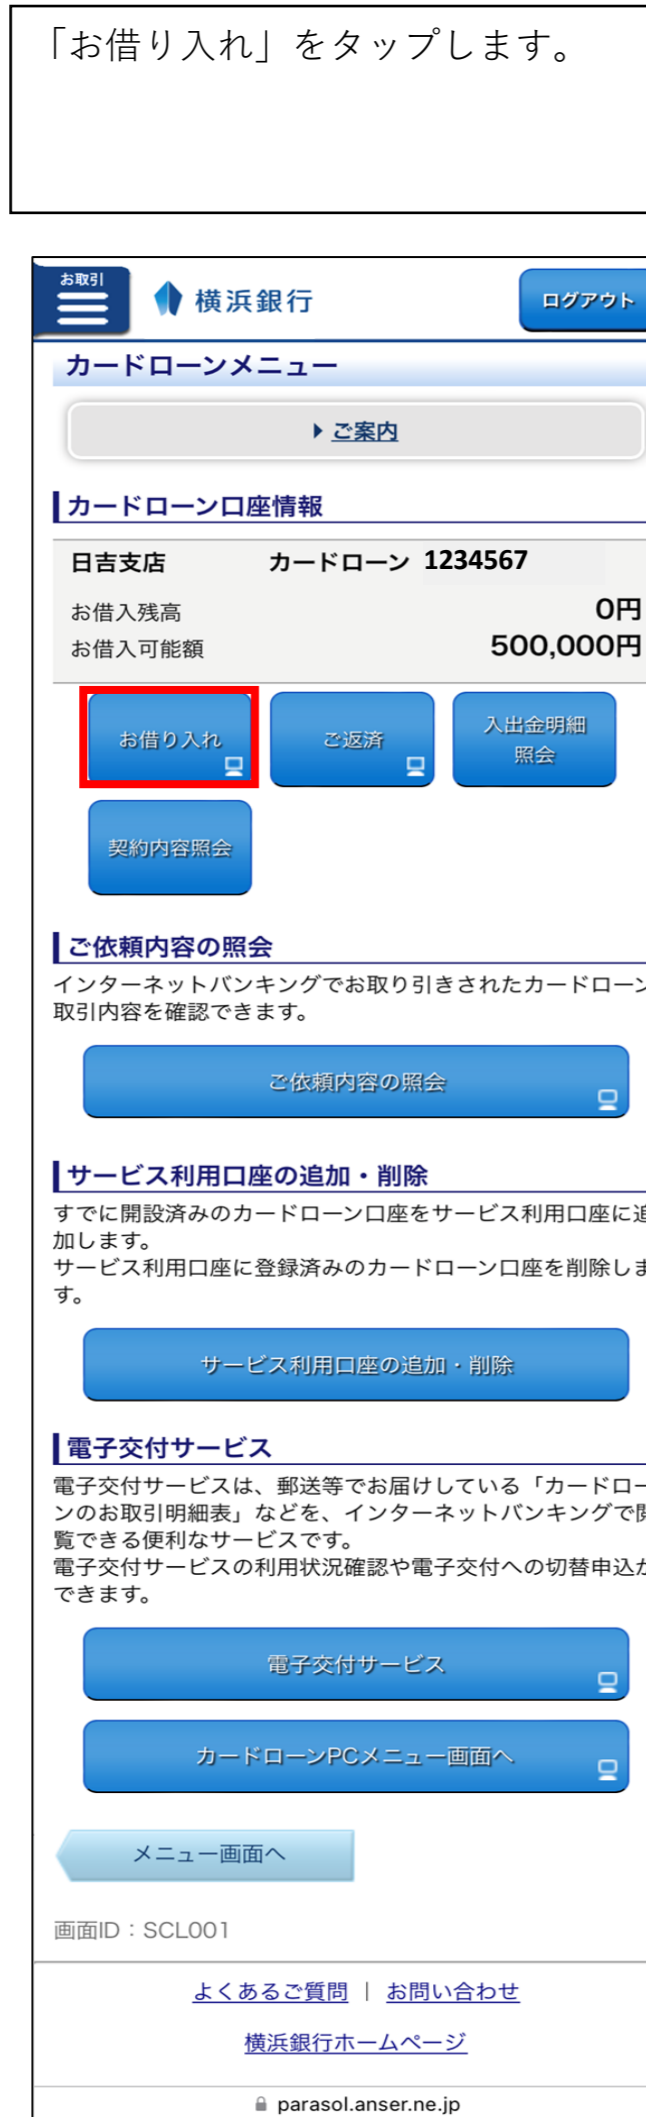 「お借り入れ」をタップします。
お取引
横浜銀行
ログアウト
カードローンメニュー
ご案内
カードローン口座情報
日吉支店 カードローン 1234567
お借入残高 0円
お借入可能額 500,000円
お借り入れ
ご返済
入出金明細
照会
契約内容照会
ご依頼内容の照会
インターネットバンキングでお取り引きされたカードローン
取引内容を確認できます。
ご依頼内容の照会
サービス利用口座の追加・削除
すでに開設済みのカードローン口座をサービス利用口座に追
加します。
サービス利用口座に登録済みのカードローン口座を削除しま
す。
サービス利用口座の追加・削除
電子交付サービス
電子交付サービスは、郵送等でお届けしている「カードロー
ンのお取引明細表」などを、インターネットバンキングで閲
覧できる便利なサービスです。
電子交付サービスの利用状況確認や電子交付への切替申込が
できます。
電子交付サービス
カードローンPCメニュー画面へ
メニュー画面へ
画面ID：SCL001
よくあるご質問 | お問い合わせ
横浜銀行ホームページ
parasol.anser.ne.jp